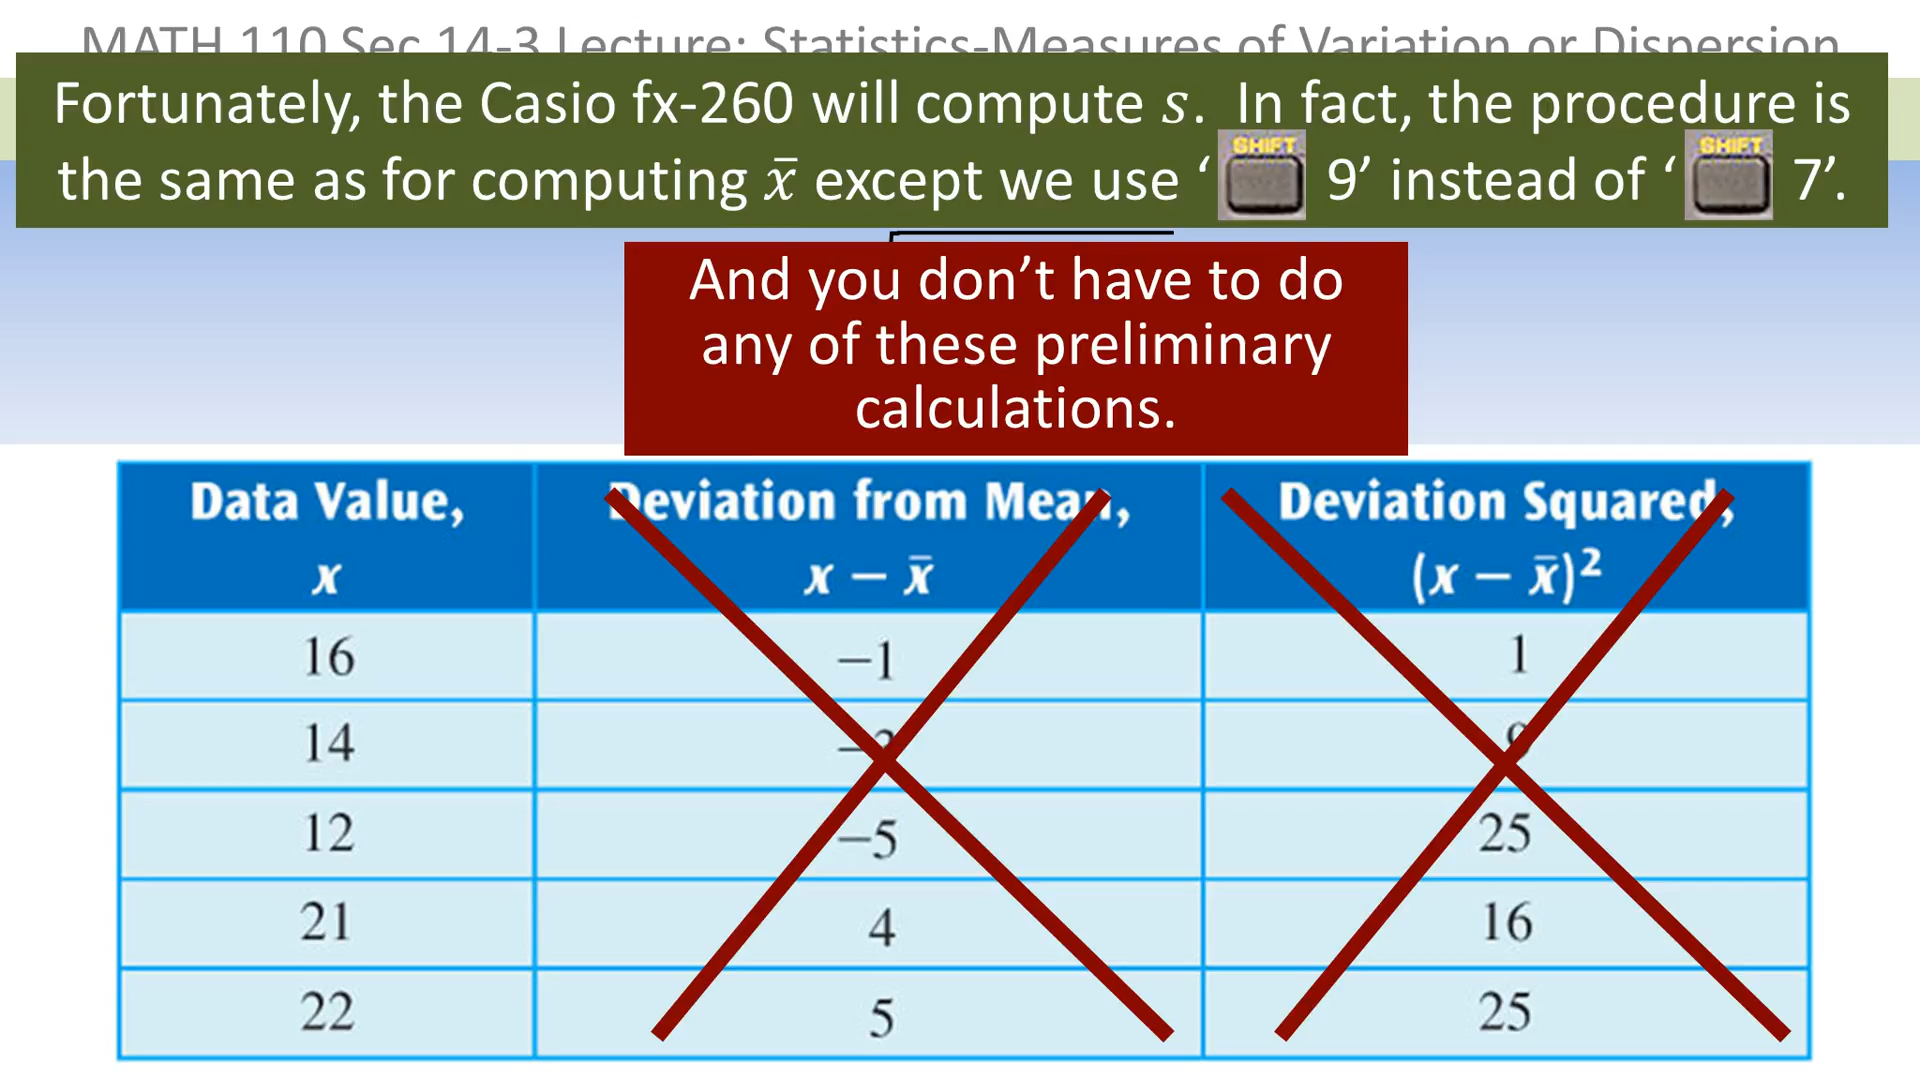 MATH 110 Sec 14-3 Lecture: Statistics-Measures of Variation or Dispersion
Fortunately, the Casio fx-260 will compute s. In fact, the procedure is
the same as for computing x̄ except we use ‘ SHIFT 9’ instead of ‘ SHIFT 7’.
And you don’t have to do
any of these preliminary
calculations.
Data Value, Deviation from Mean, Deviation Squared,
x x − x̄ (x − x̄)²
16 −1 1
14 −3 9
12 −5 25
21 4 16
22 5 25